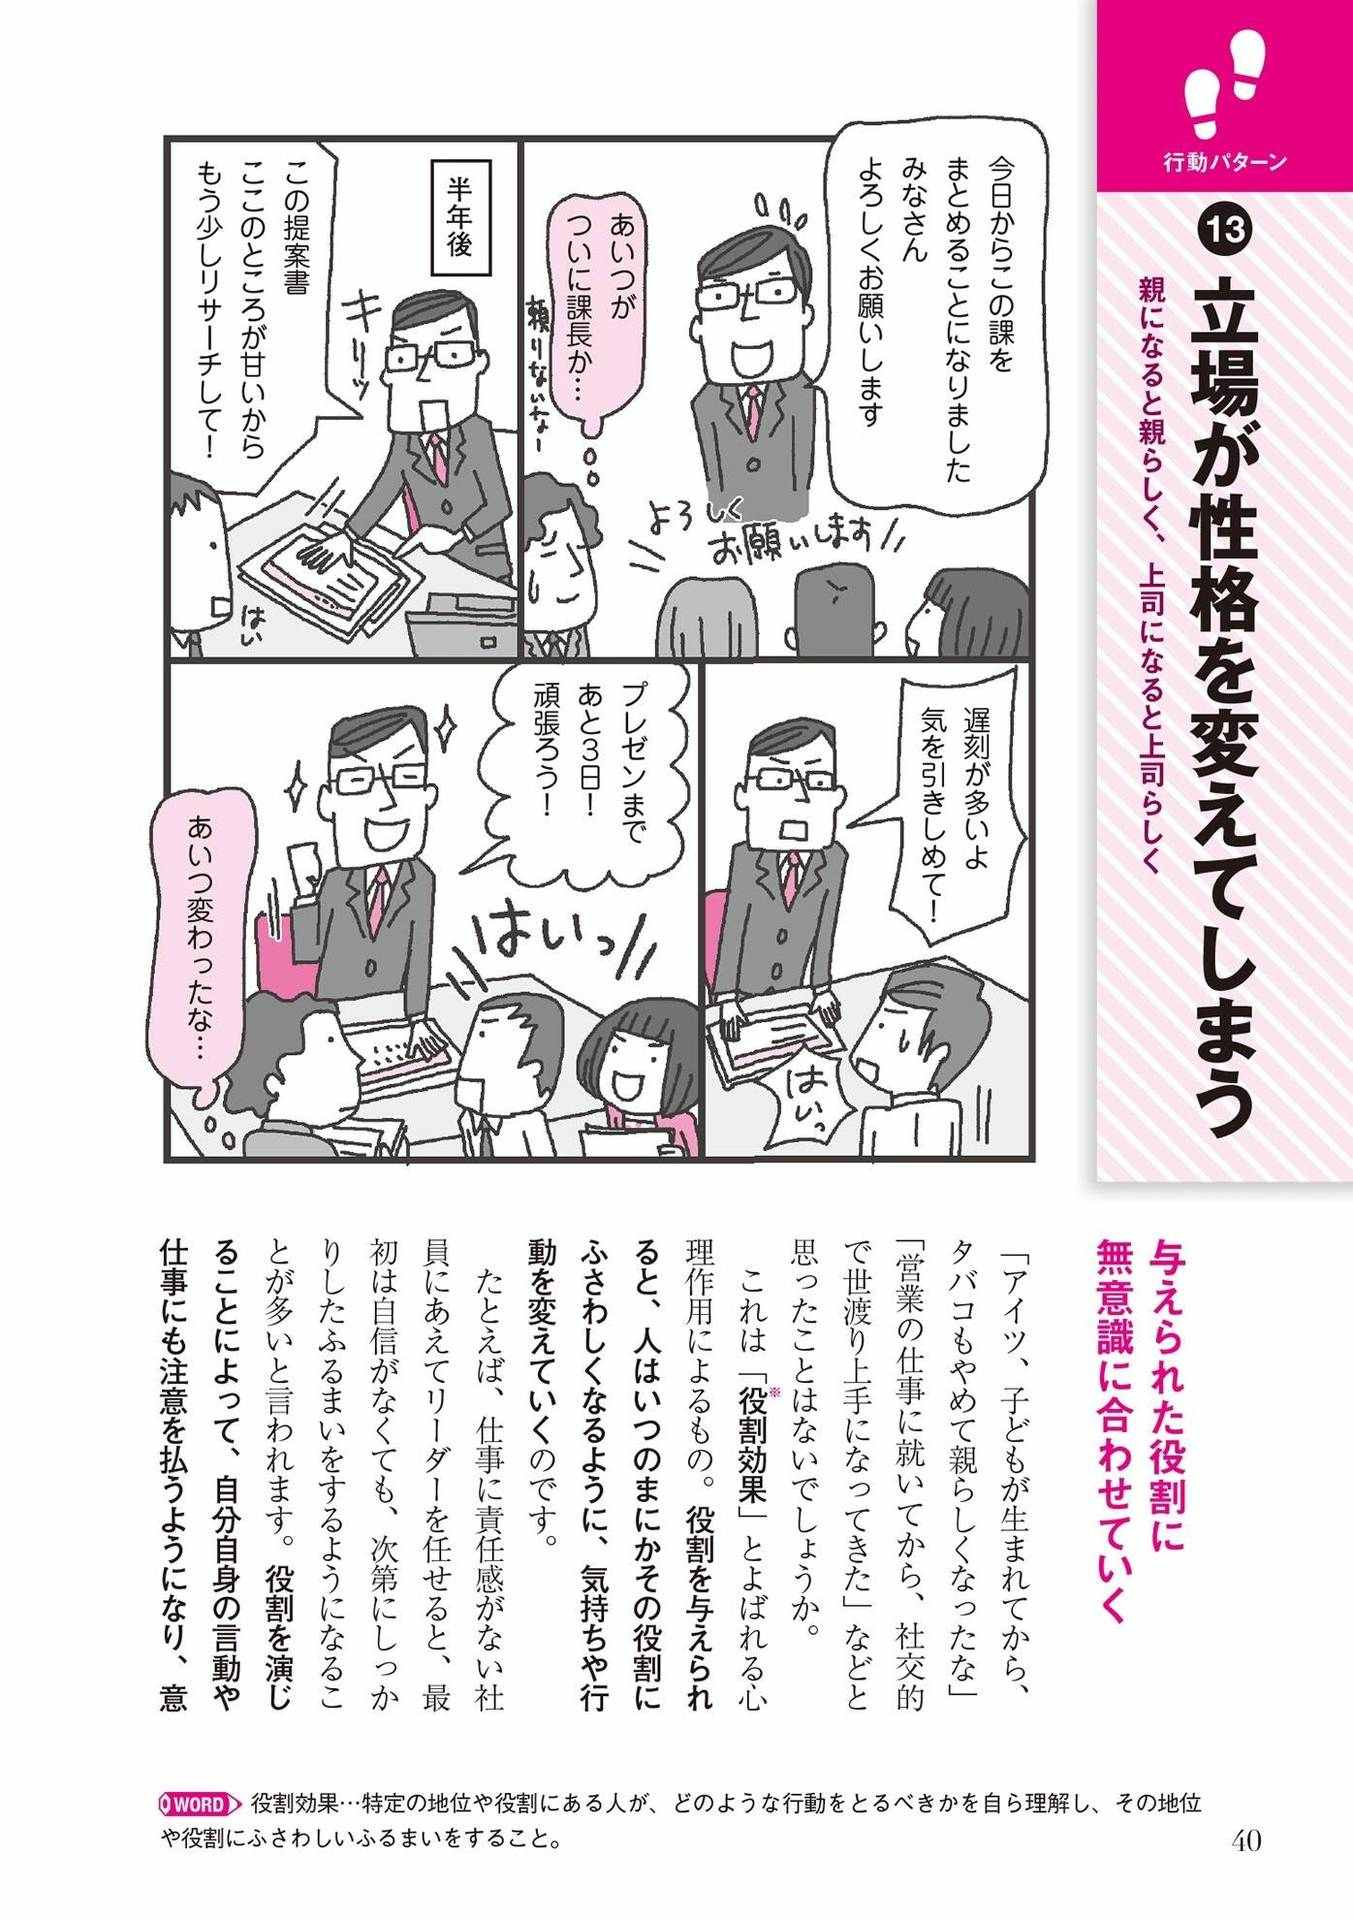 行動パターン
13
立場が性格を変えてしまう
親になると親らしく、上司になると上司らしく
今日からこの課を
まとめることになりました
みなさん
よろしくお願いします
あいつが
ついに課長か…
頼りないなー
よろしく
お願いします
半年後
この提案書
ここのところが甘いから
もう少しリサーチして！
キリッ
はい
遅刻が多いよ
気を引きしめて！
はいっ
プレゼンまで
あと3日！
頑張ろう！
はいっ
あいつ変わったな…
与えられた役割に
無意識に合わせていく
「アイツ、子どもが生まれてから、
タバコもやめて親らしくなったな」
「営業の仕事に就いてから、社交的
で世渡り上手になってきた」などと
思ったことはないでしょうか。
これは「役割効果※」とよばれる心
理作用によるもの。役割を与えられ
ると、人はいつのまにかその役割に
ふさわしくなるように、気持ちや行
動を変えていくのです。
たとえば、仕事に責任感がない社
員にあえてリーダーを任せると、最
初は自信がなくても、次第にしっか
りしたふるまいをするようになるこ
とが多いと言われます。役割を演じ
ることによって、自分自身の言動や
仕事にも注意を払うようになり、意
WORD 役割効果…特定の地位や役割にある人が、どのような行動をとるべきかを自ら理解し、その地位
や役割にふさわしいふるまいをすること。
40